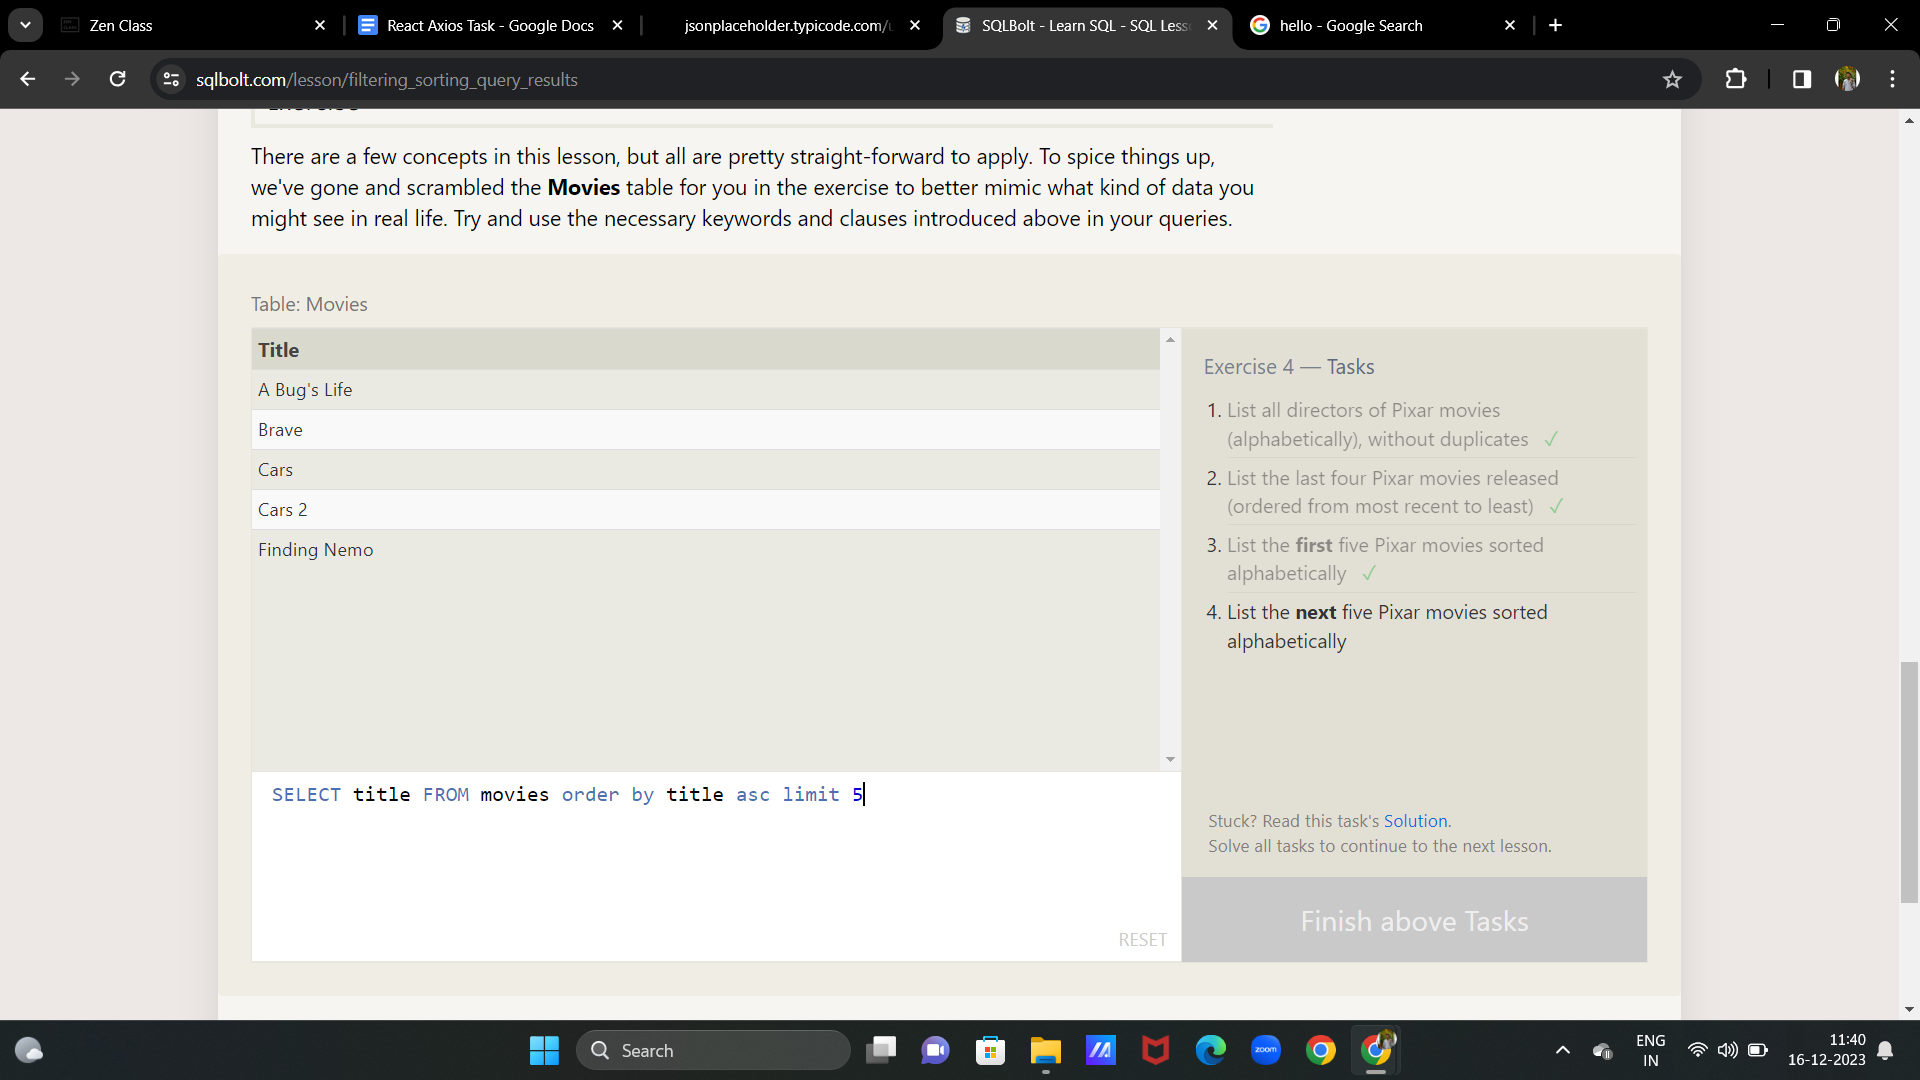 Zen Class
React Axios Task - Google Docs
jsonplaceholder.typicode.com/
SQLBolt - Learn SQL - SQL Less
hello - Google Search
sqlbolt.com/lesson/filtering_sorting_query_results
There are a few concepts in this lesson, but all are pretty straight-forward to apply. To spice things up,
we've gone and scrambled the Movies table for you in the exercise to better mimic what kind of data you
might see in real life. Try and use the necessary keywords and clauses introduced above in your queries.
Table: Movies
Title
A Bug's Life
Brave
Cars
Cars 2
Finding Nemo
SELECT title FROM movies order by title asc limit 5
RESET
Exercise 4 — Tasks
1. List all directors of Pixar movies
(alphabetically), without duplicates ✓
2. List the last four Pixar movies released
(ordered from most recent to least) ✓
3. List the first five Pixar movies sorted
alphabetically ✓
4. List the next five Pixar movies sorted
alphabetically
Stuck? Read this task's Solution.
Solve all tasks to continue to the next lesson.
Finish above Tasks
Search
zoom
ENG
IN
11:40
16-12-2023